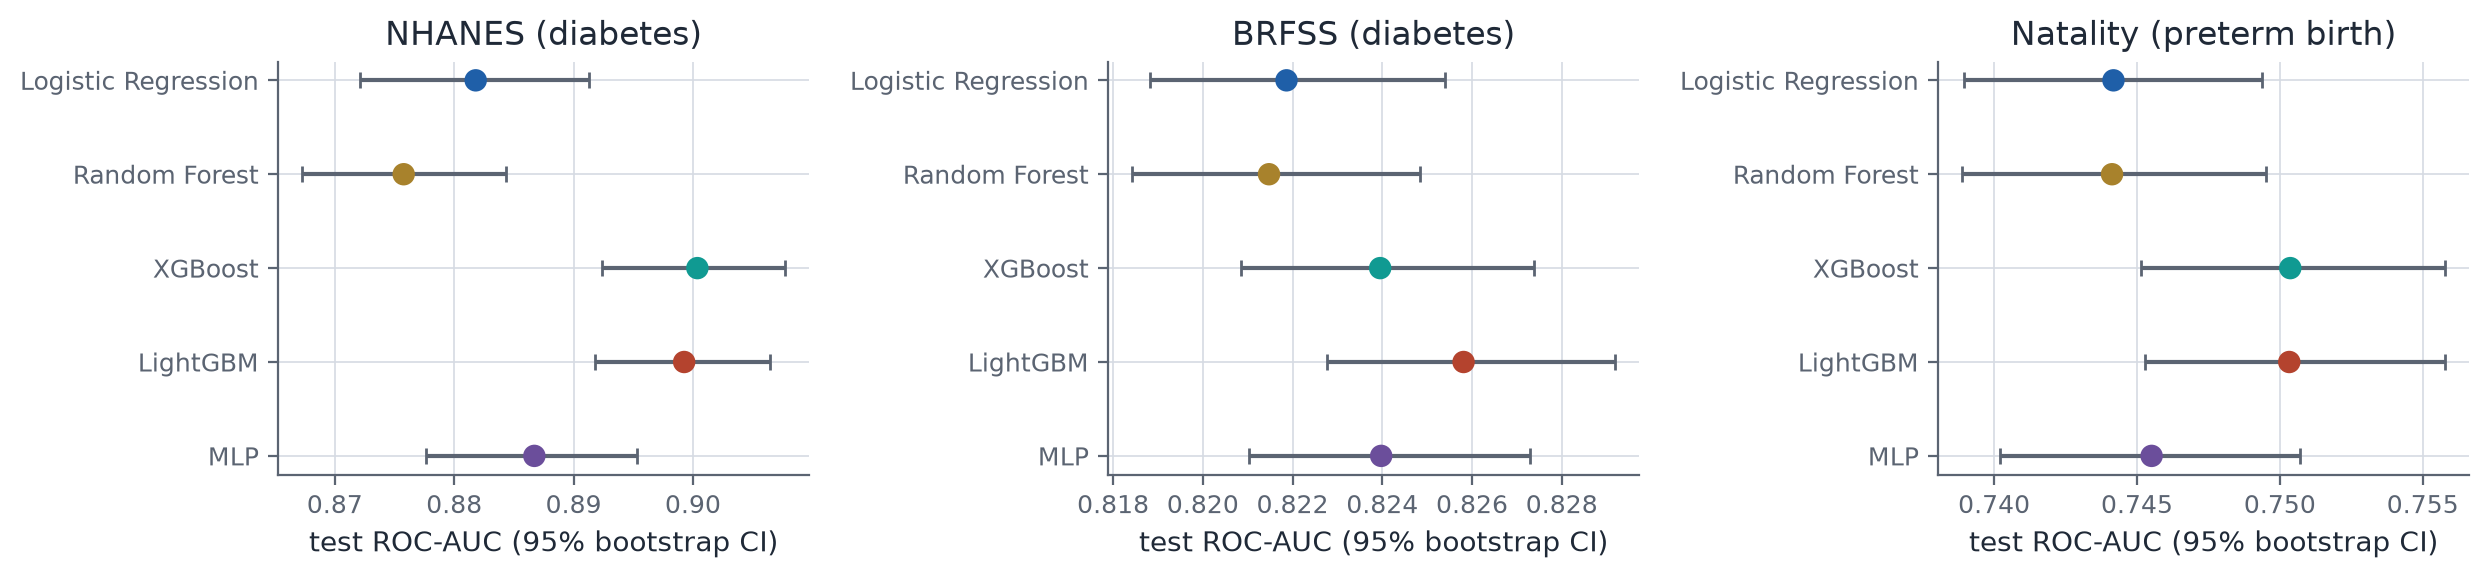 NHANES (diabetes)
Logistic Regression
Random Forest
XGBoost
LightGBM
MLP
0.87 0.88 0.89 0.90
test ROC-AUC (95% bootstrap CI)
BRFSS (diabetes)
Logistic Regression
Random Forest
XGBoost
LightGBM
MLP
0.818 0.820 0.822 0.824 0.826 0.828
test ROC-AUC (95% bootstrap CI)
Natality (preterm birth)
Logistic Regression
Random Forest
XGBoost
LightGBM
MLP
0.740 0.745 0.750 0.755
test ROC-AUC (95% bootstrap CI)